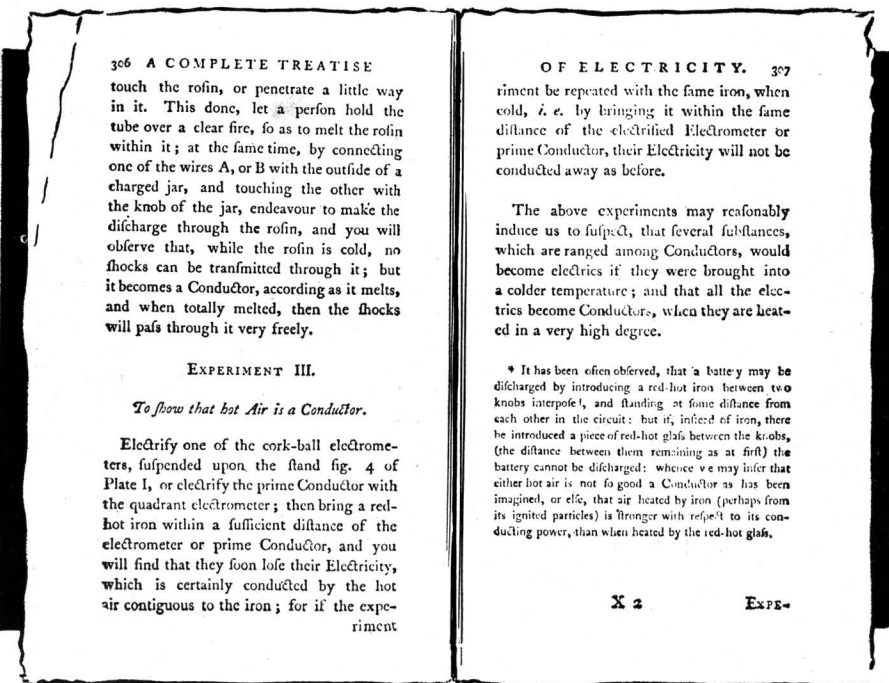 306 A COMPLETE TREATISE
touch the roſin, or penetrate a little way
in it. This done, let a perſon hold the
tube over a clear fire, ſo as to melt the roſin
within it; at the ſame time, by connecting
one of the wires A, or B with the outſide of a
charged jar, and touching the other with
the knob of the jar, endeavour to make the
diſcharge through the roſin, and you will
obſerve that, while the roſin is cold, no
ſhocks can be tranſmitted through it; but
it becomes a Conductor, according as it melts,
and when totally melted, then the ſhocks
will paſs through it very freely.
EXPERIMENT III.
To ſhow that hot Air is a Conductor.
Electrify one of the cork-ball electrome-
ters, ſuſpended upon the ſtand fig. 4 of
Plate I, or electrify the prime Conductor with
the quadrant electrometer; then bring a red-
hot iron within a ſufficient diſtance of the
electrometer or prime Conductor, and you
will find that they ſoon loſe their Electricity,
which is certainly conducted by the hot
air contiguous to the iron; for if the expe-
riment
OF ELECTRICITY. 307
riment be repeated with the ſame iron, when
cold, i. e. by bringing it within the ſame
diſtance of the electrified Electrometer or
prime Conductor, their Electricity will not be
conducted away as before.
The above experiments may reaſonably
induce us to ſuſpect, that ſeveral ſubſtances,
which are ranged among Conductors, would
become electrics if they were brought into
a colder temperature; and that all the elec-
trics become Conductors, when they are heat-
ed in a very high degree.
* It has been often obſerved, that a battery may be
diſcharged by introducing a red-hot iron between two
knobs interpoſed, and ſtanding at ſome diſtance from
each other in the circuit: but if, inſtead of iron, there
be introduced a piece of red-hot glaſs between the knobs,
(the diſtance between them remaining as at firſt) the
battery cannot be diſcharged: whence we may infer that
either hot air is not ſo good a Conductor as has been
imagined, or elſe, that air heated by iron (perhaps from
its ignited particles) is ſtronger with reſpect to its con-
ducting power, than when heated by the red-hot glaſs.
X 2 EXPE-